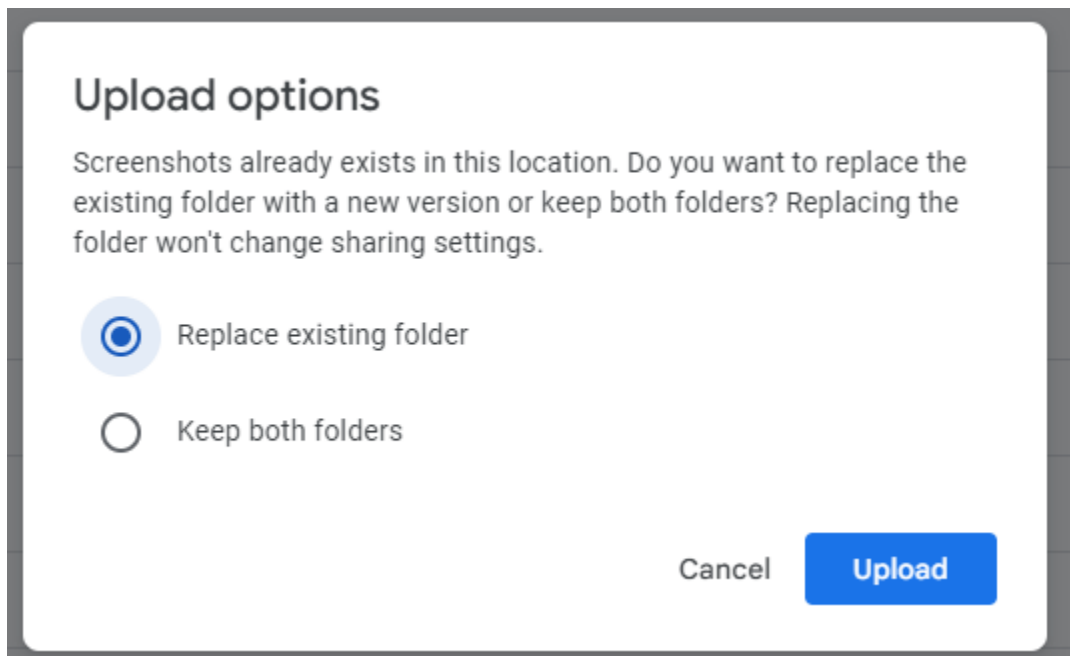 Upload options
Screenshots already exists in this location. Do you want to replace the
existing folder with a new version or keep both folders? Replacing the
folder won't change sharing settings.
Replace existing folder
Keep both folders
Cancel
Upload